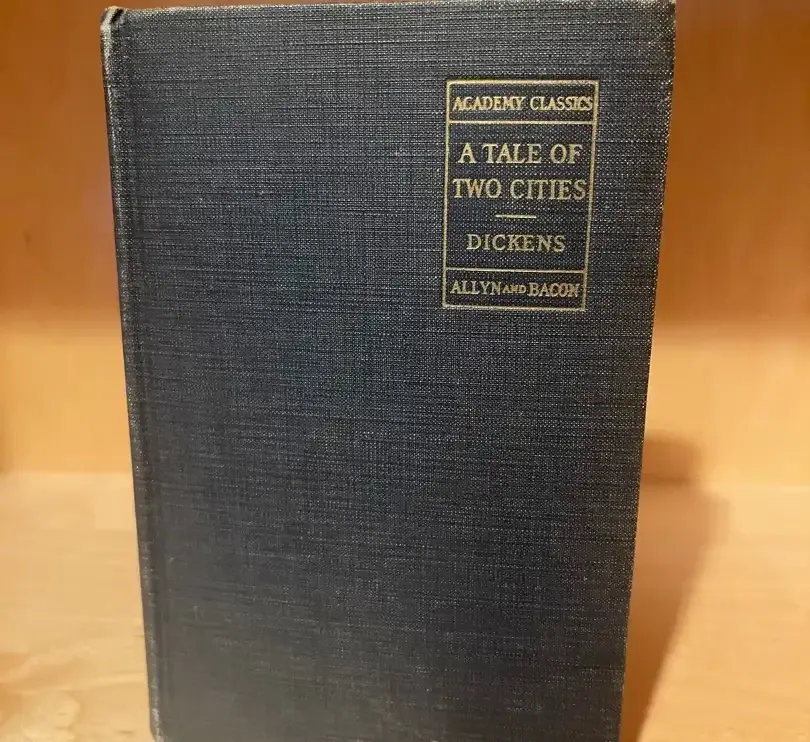 ACADEMY CLASSICS
A TALE OF
TWO CITIES
DICKENS
ALLYN AND BACON